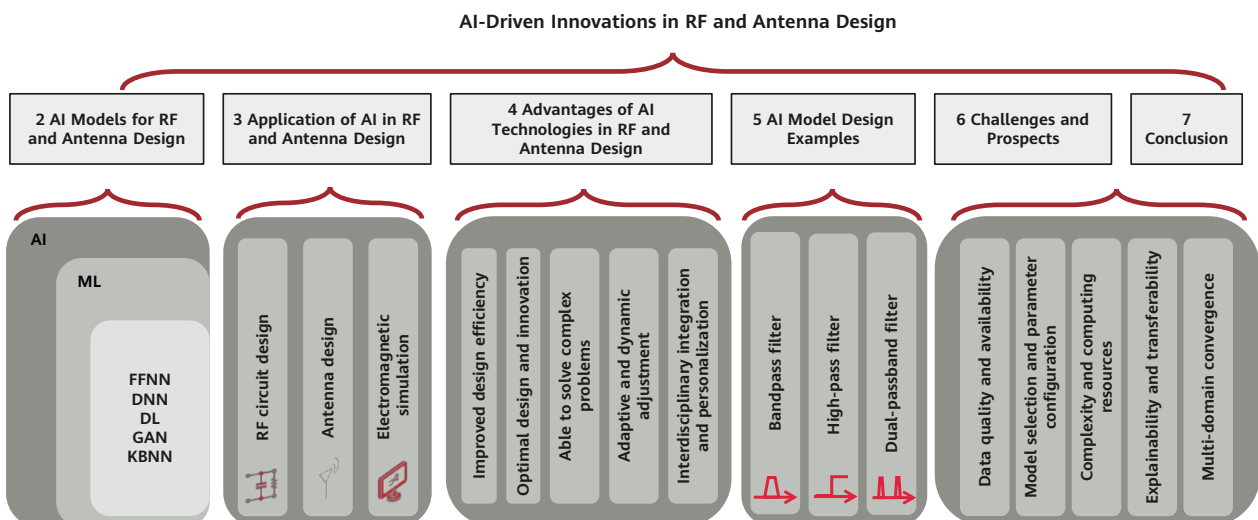 AI-Driven Innovations in RF and Antenna Design
2 AI Models for RF
and Antenna Design
3 Application of AI in RF
and Antenna Design
4 Advantages of AI
Technologies in RF and
Antenna Design
5 AI Model Design
Examples
6 Challenges and
Prospects
7
Conclusion
AI
ML
FFNN
DNN
DL
GAN
KBNN
RF circuit design
Antenna design
Electromagnetic
simulation
Improved design efficiency
Optimal design and innovation
Able to solve complex
problems
Adaptive and dynamic
adjustment
Interdisciplinary integration
and personalization
Bandpass filter
High-pass filter
Dual-passband filter
Data quality and availability
Model selection and parameter
configuration
Complexity and computing
resources
Explainability and transferability
Multi-domain convergence